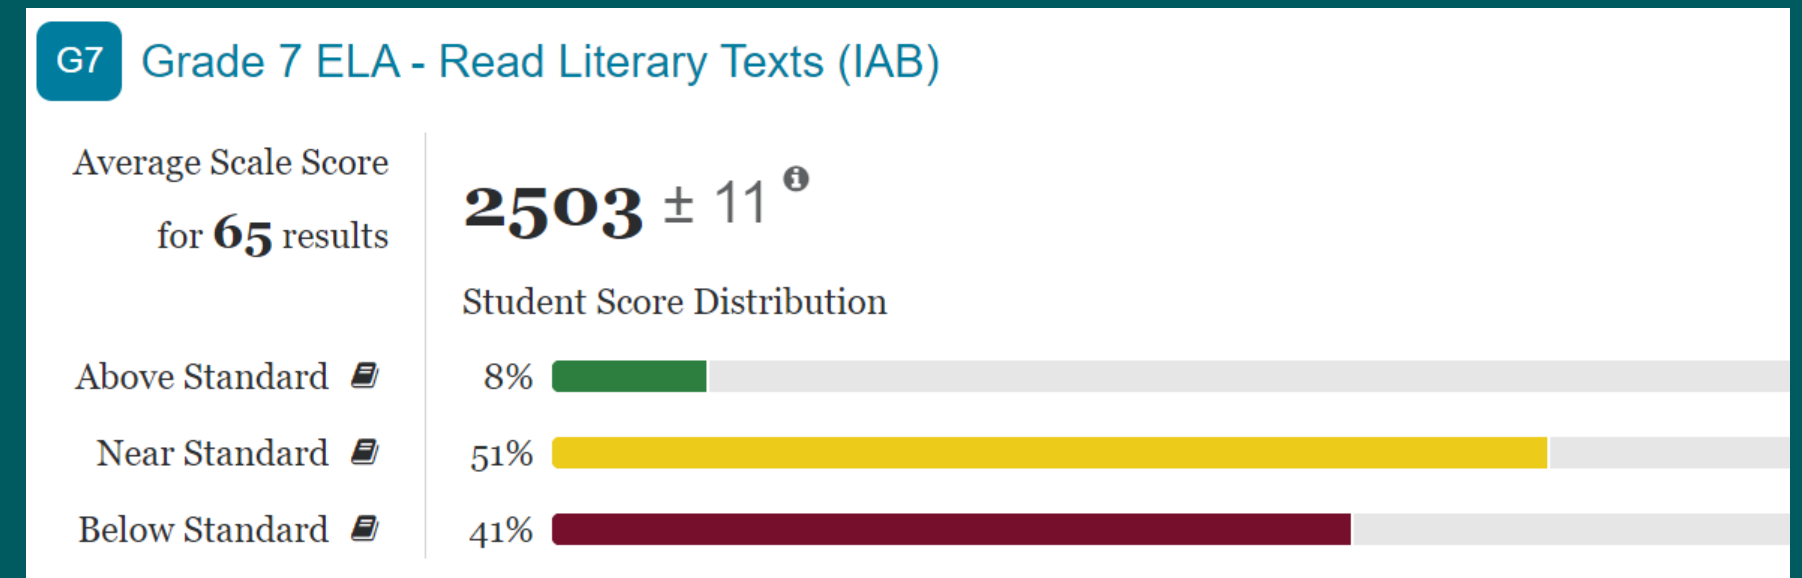 G7 Grade 7 ELA - Read Literary Texts (IAB)
Average Scale Score
for 65 results
2503 ± 11
Student Score Distribution
Above Standard 8%
Near Standard 51%
Below Standard 41%